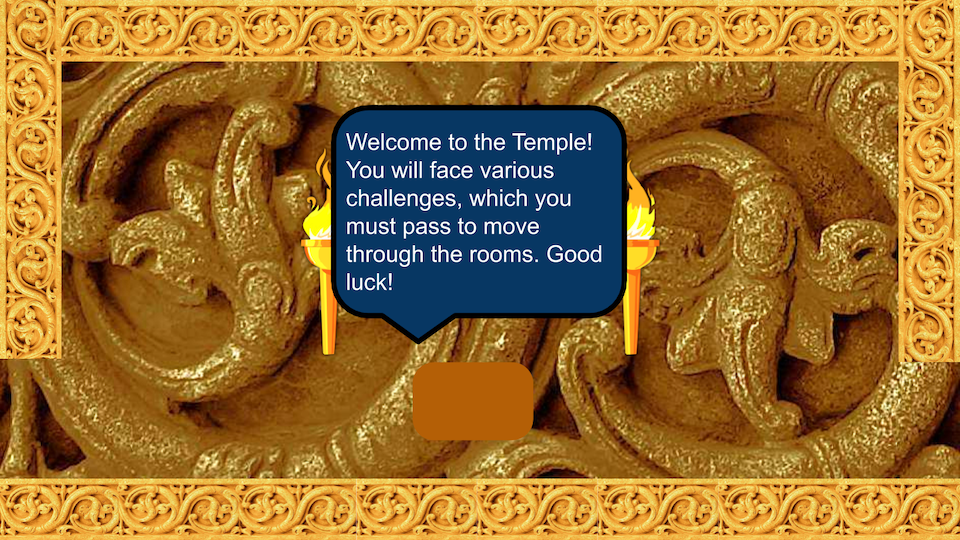 Welcome to the Temple!
You will face various
challenges, which you
must pass to move
through the rooms. Good
luck!